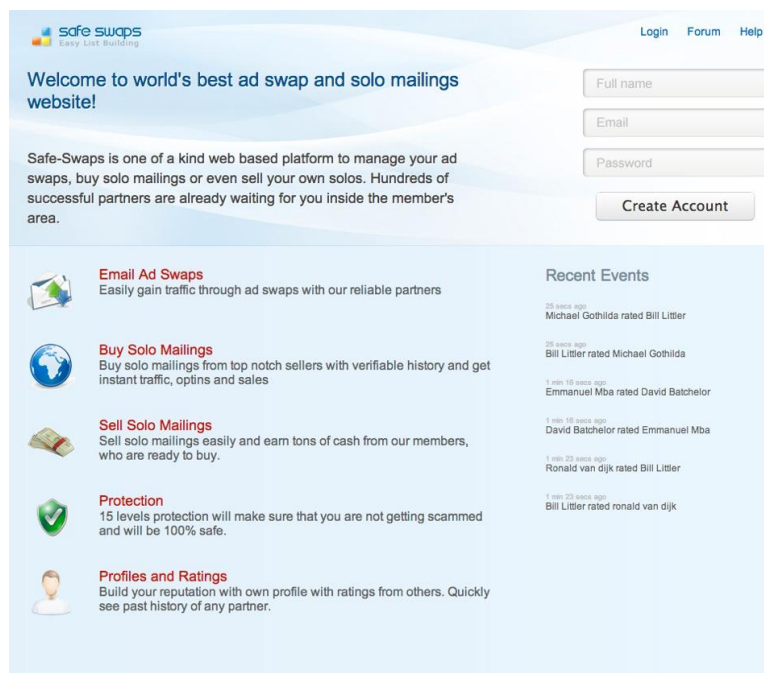 safe swaps
Easy List Building
Login Forum Help
Welcome to world's best ad swap and solo mailings
website!
Safe-Swaps is one of a kind web based platform to manage your ad
swaps, buy solo mailings or even sell your own solos. Hundreds of
successful partners are already waiting for you inside the member's
area.
Full name
Email
Password
Create Account
Email Ad Swaps
Easily gain traffic through ad swaps with our reliable partners
Buy Solo Mailings
Buy solo mailings from top notch sellers with verifiable history and get
instant traffic, optins and sales
Sell Solo Mailings
Sell solo mailings easily and earn tons of cash from our members,
who are ready to buy.
Protection
15 levels protection will make sure that you are not getting scammed
and will be 100% safe.
Profiles and Ratings
Build your reputation with own profile with ratings from others. Quickly
see past history of any partner.
Recent Events
25 secs ago
Michael Gothilda rated Bill Littler
25 secs ago
Bill Littler rated Michael Gothilda
1 min 16 secs ago
Emmanuel Mba rated David Batchelor
1 min 16 secs ago
David Batchelor rated Emmanuel Mba
1 min 23 secs ago
Ronald van dijk rated Bill Littler
1 min 23 secs ago
Bill Littler rated ronald van dijk